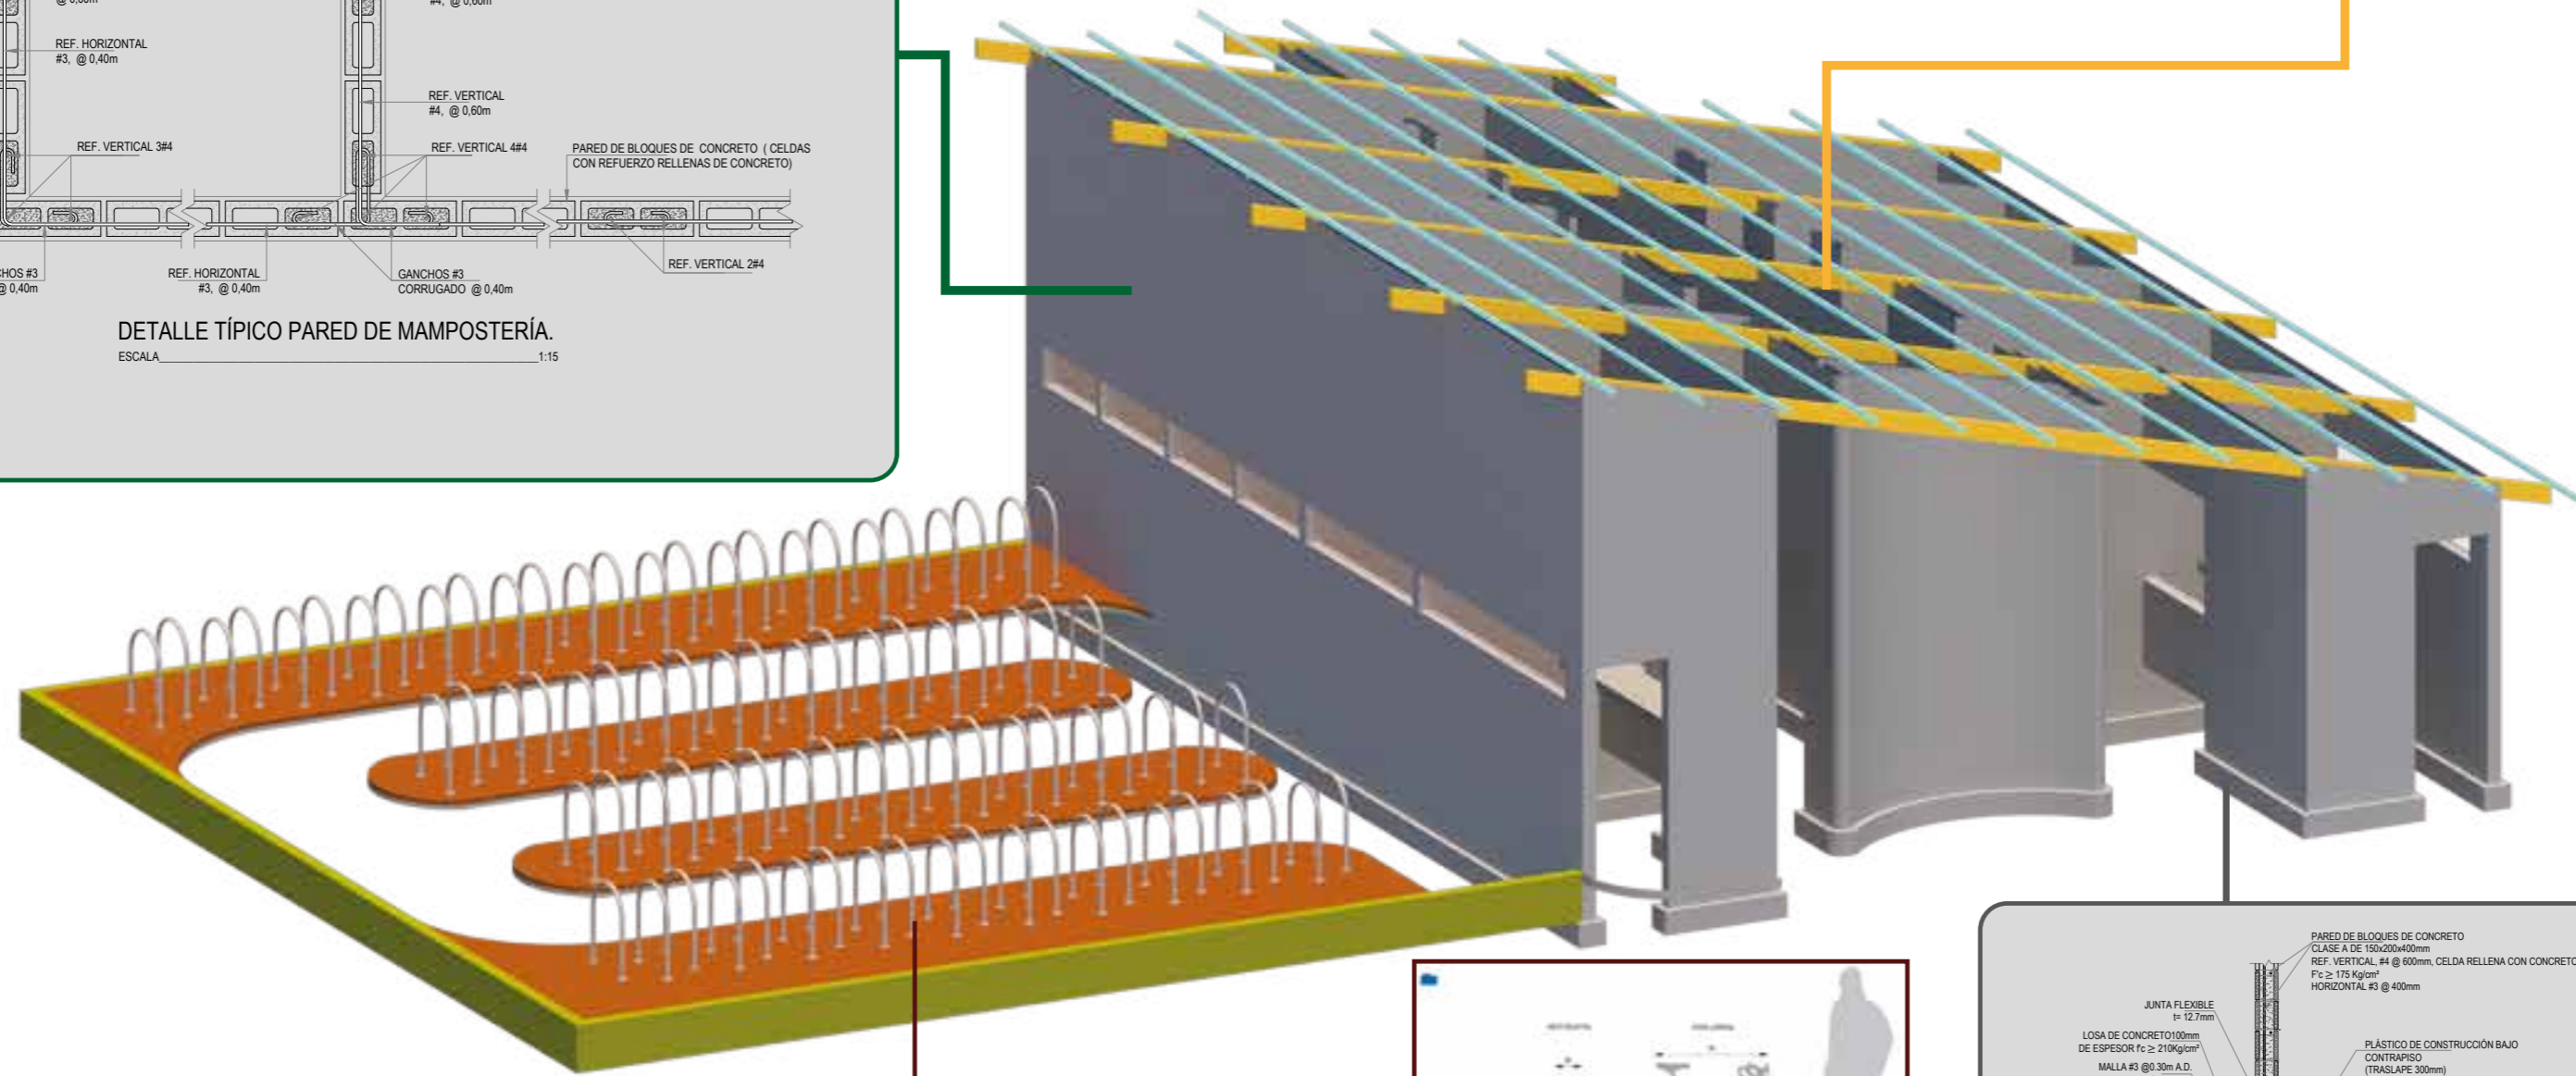 #4, @ 0,60m
REF. HORIZONTAL
#3, @ 0,40m
REF. VERTICAL
#4, @ 0,60m
REF. VERTICAL 3#4
REF. VERTICAL 4#4
PARED DE BLOQUES DE CONCRETO ( CELDAS
CON REFUERZO RELLENAS DE CONCRETO)
REF. VERTICAL 2#4
#3
@ 0,40m
REF. HORIZONTAL
#3, @ 0,40m
GANCHOS #3
CORRUGADO @ 0,40m
DETALLE TÍPICO PARED DE MAMPOSTERÍA.
ESCALA 1:15
PARED DE BLOQUES DE CONCRETO
CLASE A DE 150x200x400mm
REF. VERTICAL, #4 @ 600mm, CELDA RELLENA CON CONCRETO
F'c ≥ 175 Kg/cm²
HORIZONTAL #3 @ 400mm
JUNTA FLEXIBLE
t= 12.7mm
LOSA DE CONCRETO100mm
DE ESPESOR f'c ≥ 210Kg/cm²
MALLA #3 @0.30m A.D.
PLÁSTICO DE CONSTRUCCIÓN BAJO
CONTRAPISO
(TRASLAPE 300mm)